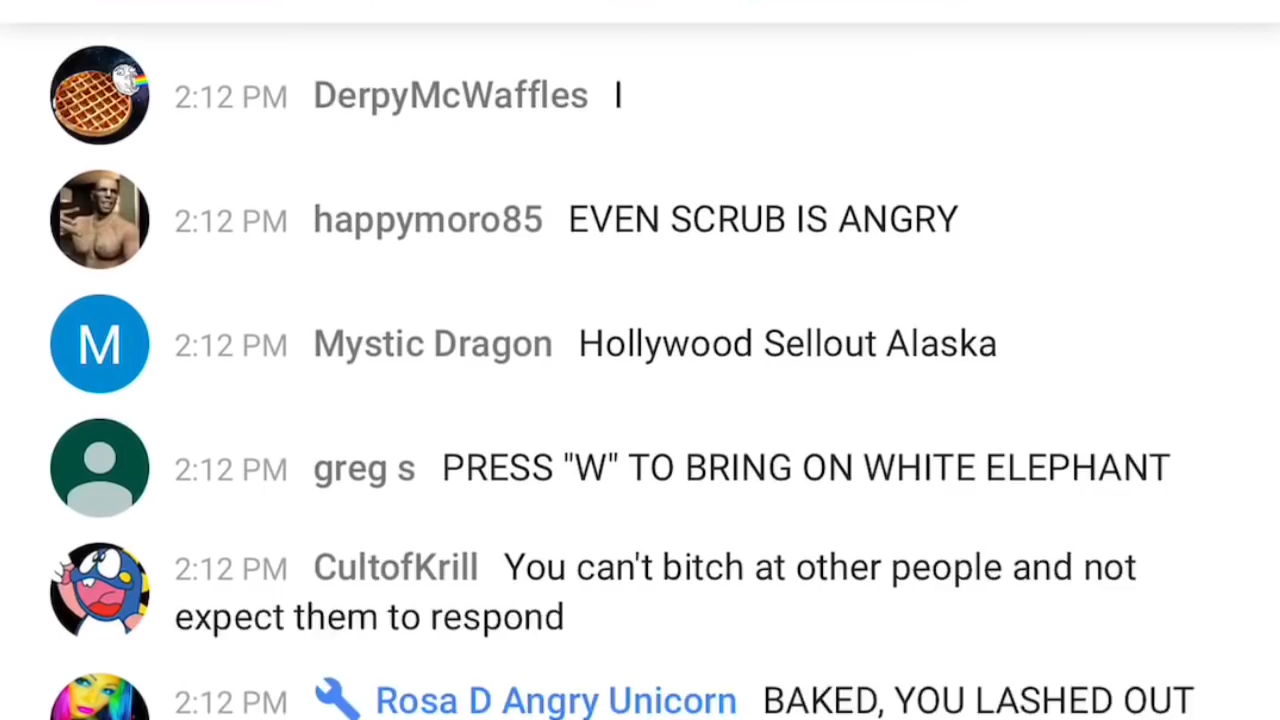 2:12 PM DerpyMcWaffles I
2:12 PM happymoro85 EVEN SCRUB IS ANGRY
M 2:12 PM Mystic Dragon Hollywood Sellout Alaska
2:12 PM greg s PRESS "W" TO BRING ON WHITE ELEPHANT
2:12 PM CultofKrill You can't bitch at other people and not
expect them to respond
2:12 PM Rosa D Angry Unicorn BAKED, YOU LASHED OUT